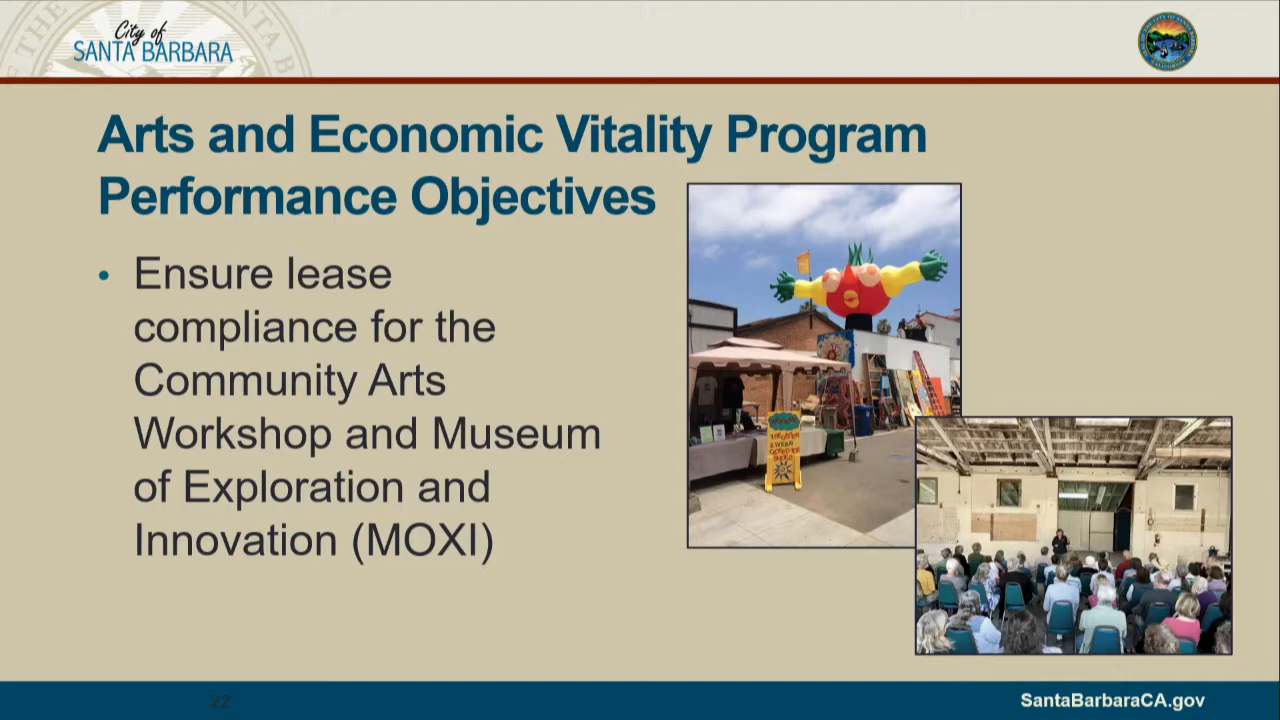 City of
SANTA BARBARA
Arts and Economic Vitality Program
Performance Objectives
• Ensure lease
compliance for the
Community Arts
Workshop and Museum
of Exploration and
Innovation (MOXI)
22
SantaBarbaraCA.gov